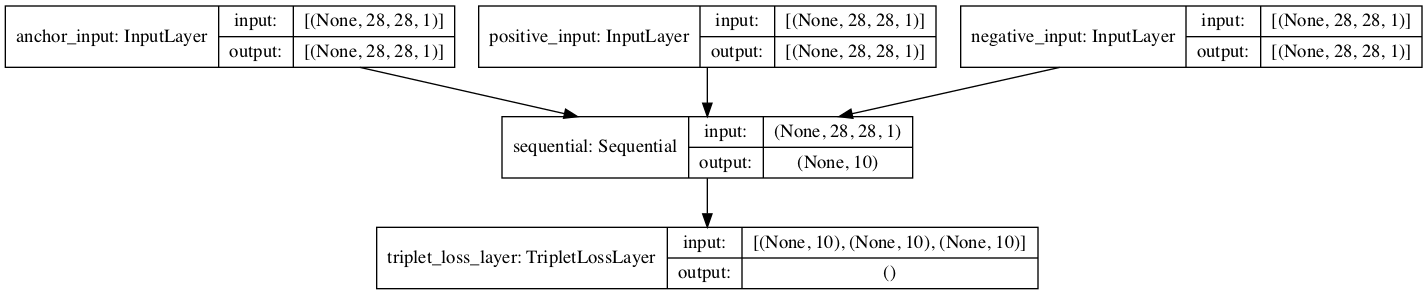 anchor_input: InputLayer
input: [(None, 28, 28, 1)]
output: [(None, 28, 28, 1)]
positive_input: InputLayer
input: [(None, 28, 28, 1)]
output: [(None, 28, 28, 1)]
negative_input: InputLayer
input: [(None, 28, 28, 1)]
output: [(None, 28, 28, 1)]
sequential: Sequential
input: (None, 28, 28, 1)
output: (None, 10)
triplet_loss_layer: TripletLossLayer
input: [(None, 10), (None, 10), (None, 10)]
output: ()